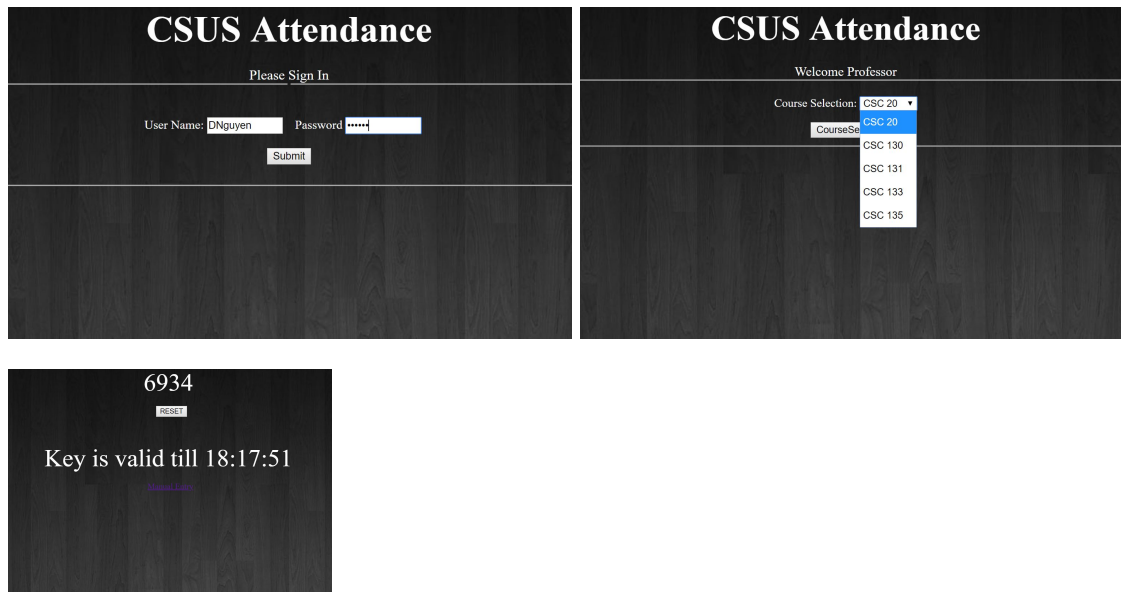 CSUS Attendance
Please Sign In
User Name: DNguyen Password ••••••
Submit
CSUS Attendance
Welcome Professor
Course Selection: CSC 20 ▼
CourseSe
CSC 20
CSC 130
CSC 131
CSC 133
CSC 135
6934
RESET
Key is valid till 18:17:51